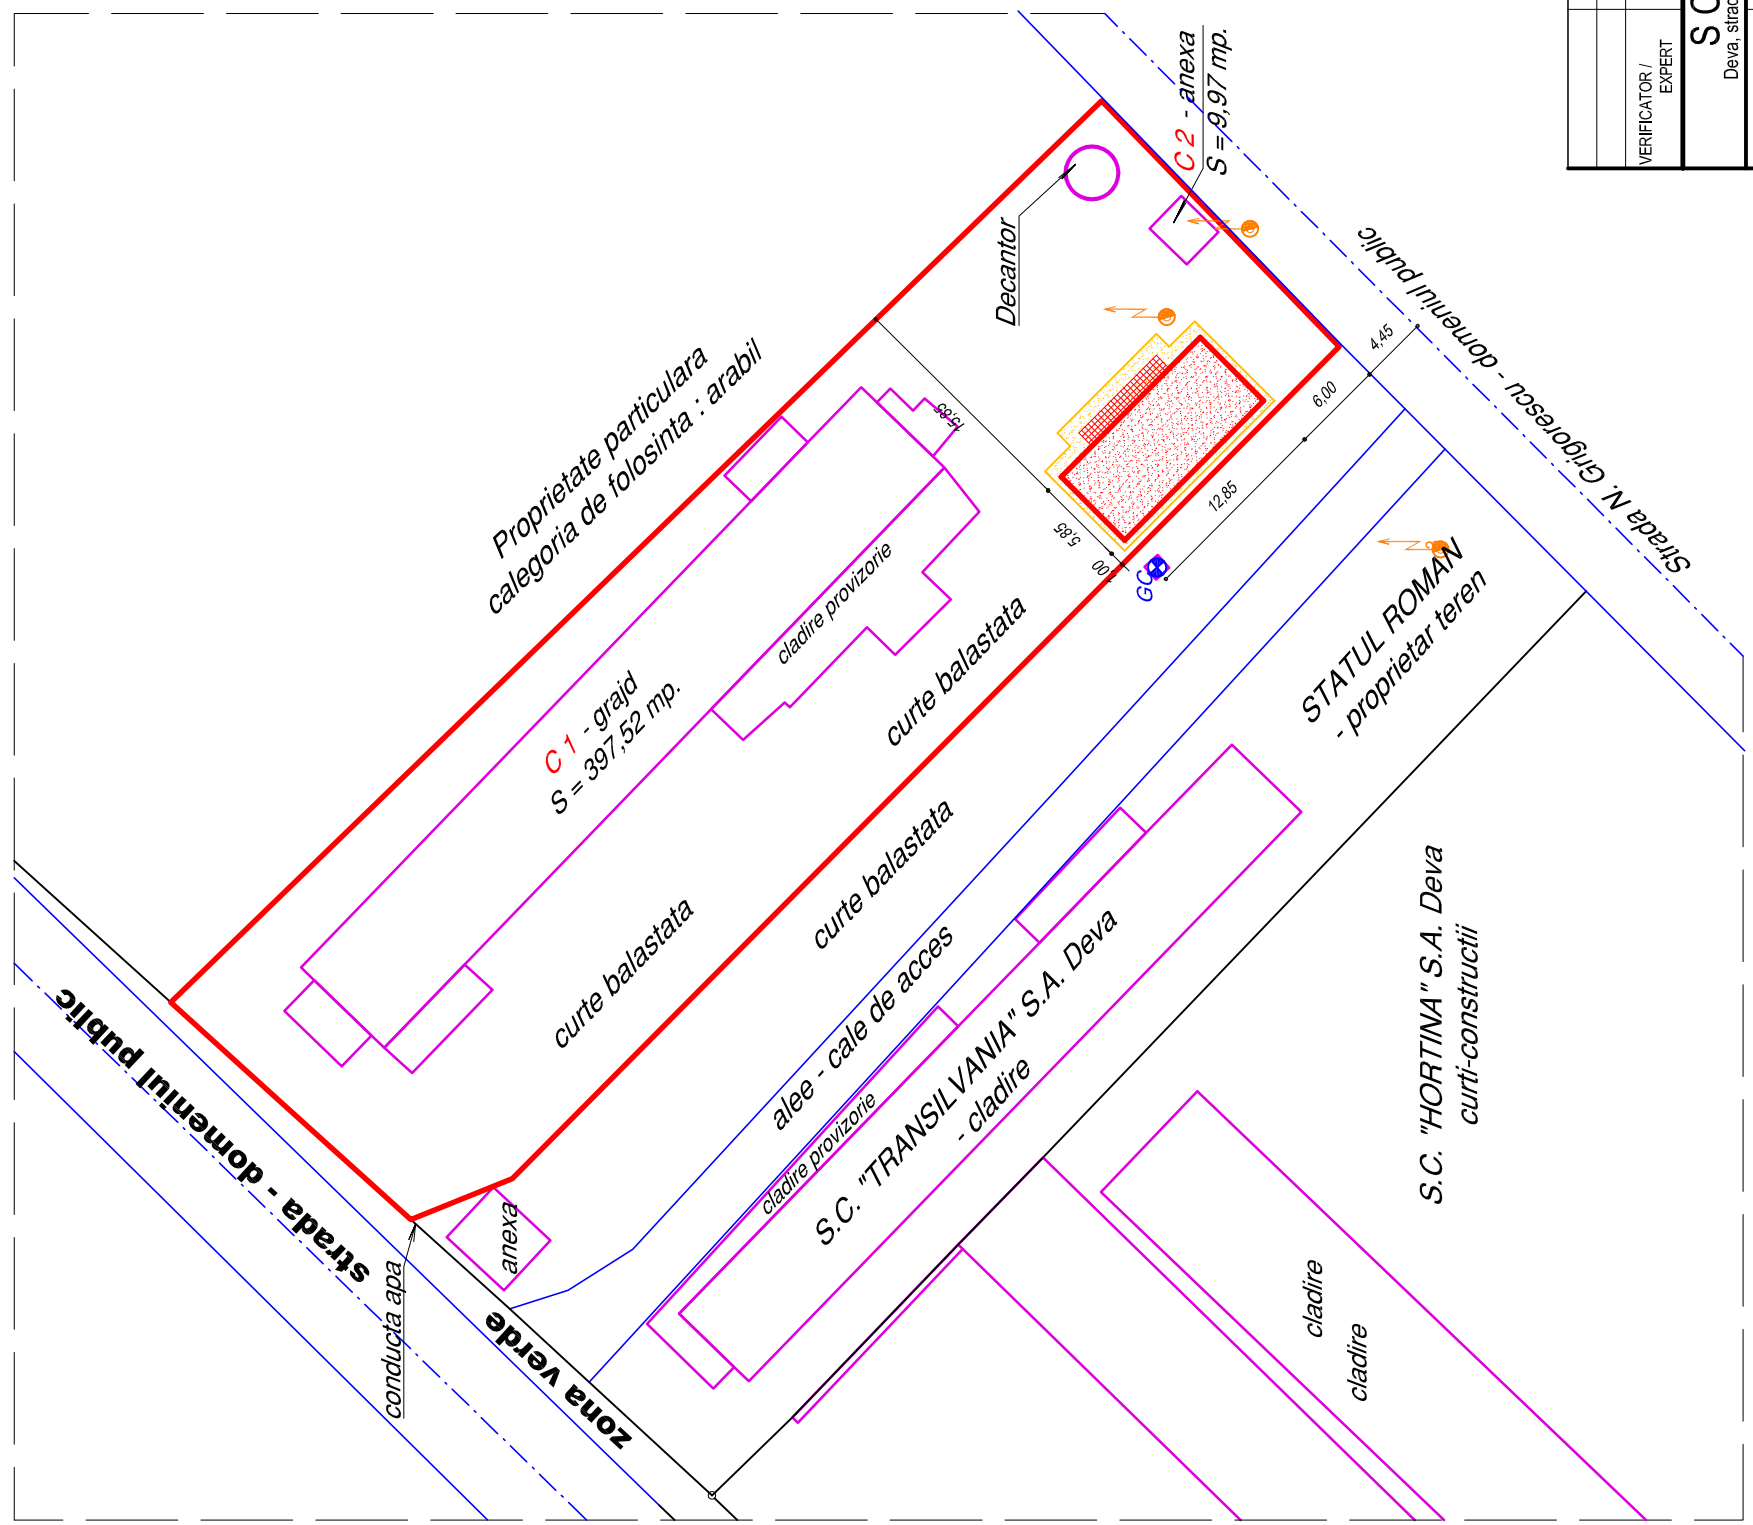 VERIFICATOR /
EXPERT
Deva,
C 2 - anexa
S = 9,97 mp.
Decantor
Strada N. Grigorescu - domeniul public
Proprietate particulara
calegoria de folosinta : arabil
15,85
4,45
6,00
12,85
5,85
GC
cladire provizorie
C 1 - grajd
S = 397,52 mp.
curte balastata
STATUL ROMAN
- proprietar teren
curte balastata
curte balastata
alee - cale de acces
cladire provizorie
S.C. "TRANSILVANIA" S.A. Deva
- cladire
S.C. "HORTINA" S.A. Deva
curti-constructii
strada - domeniul public
anexa
conducta apa
zona verde
cladire
cladire